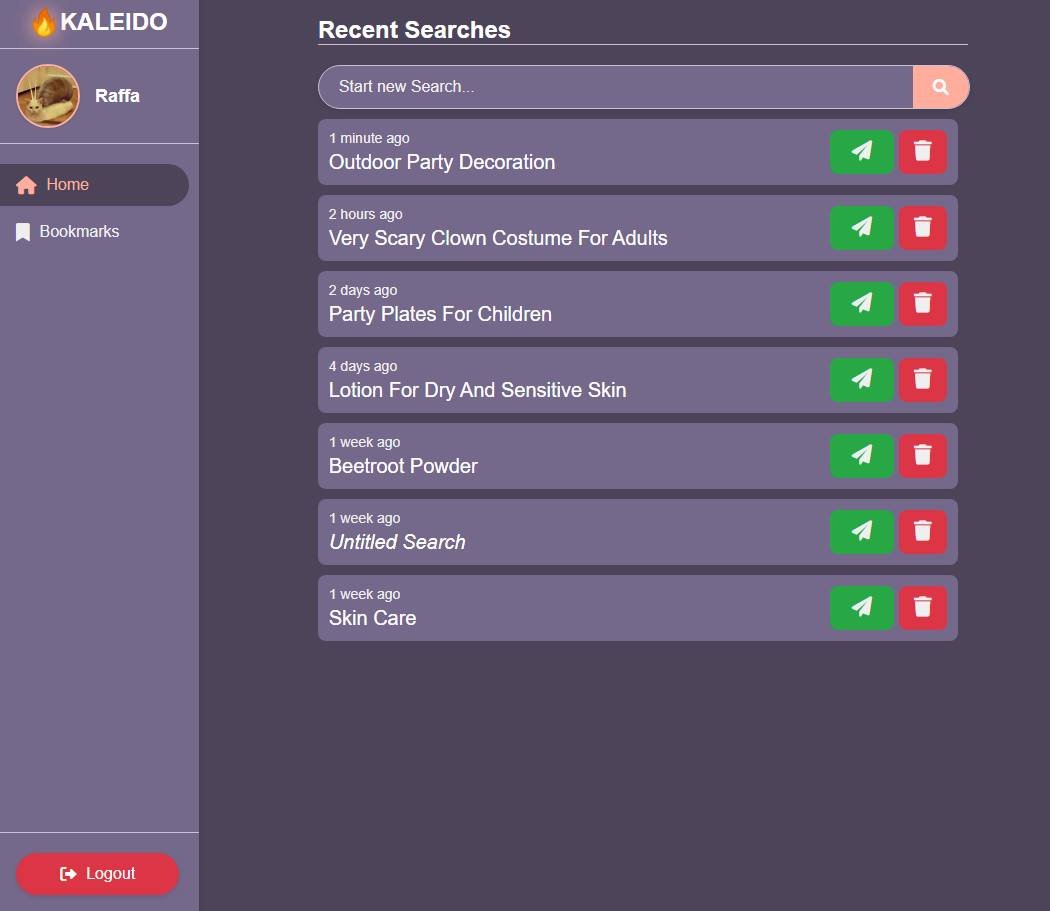 KALEIDO
Raffa
Home
Bookmarks
Logout
Recent Searches
Start new Search...
1 minute ago
Outdoor Party Decoration
2 hours ago
Very Scary Clown Costume For Adults
2 days ago
Party Plates For Children
4 days ago
Lotion For Dry And Sensitive Skin
1 week ago
Beetroot Powder
1 week ago
Untitled Search
1 week ago
Skin Care